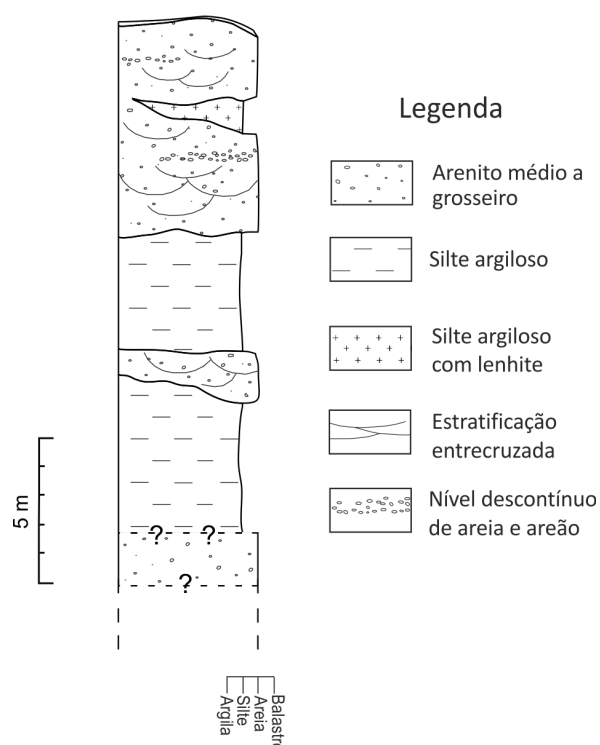 Legenda
Arenito médio a
grosseiro
Silte argiloso
Silte argiloso
com lenhite
Estratificação
entrecruzada
Nível descontínuo
de areia e areão
5 m
? ?
?
Argila
Silte
Areia
Balastro